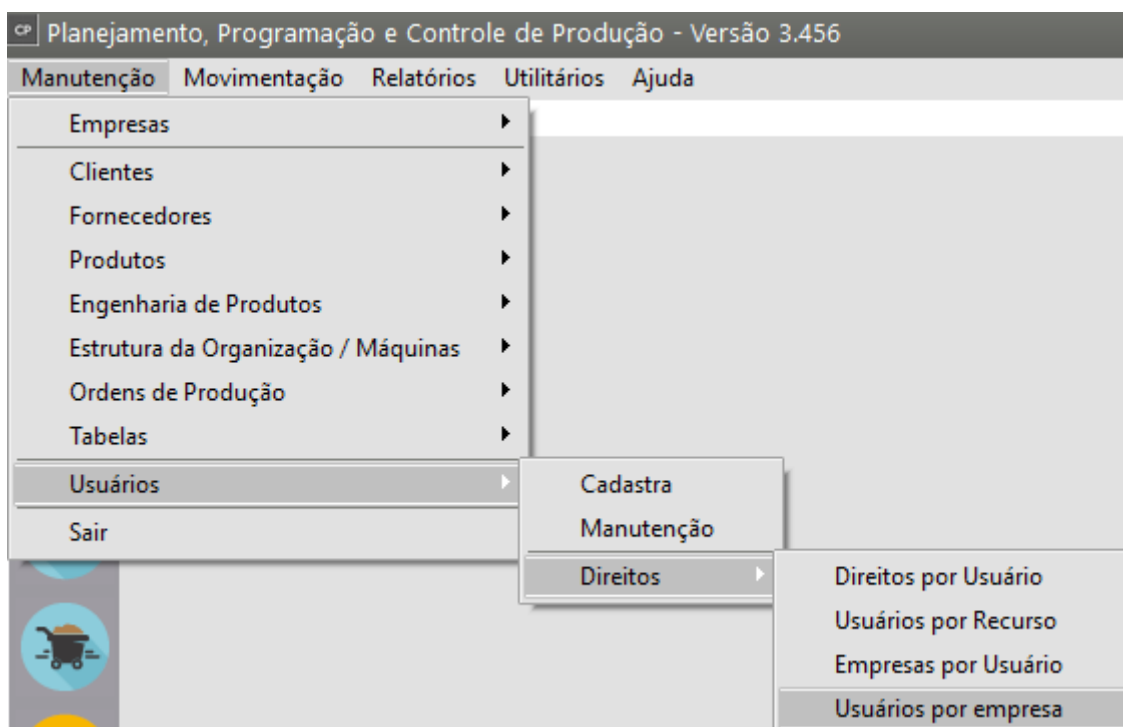 CP Planejamento, Programação e Controle de Produção - Versão 3.456
Manutenção Movimentação Relatórios Utilitários Ajuda
Empresas
Clientes
Fornecedores
Produtos
Engenharia de Produtos
Estrutura da Organização / Máquinas
Ordens de Produção
Tabelas
Usuários
Sair
Cadastra
Manutenção
Direitos
Direitos por Usuário
Usuários por Recurso
Empresas por Usuário
Usuários por empresa